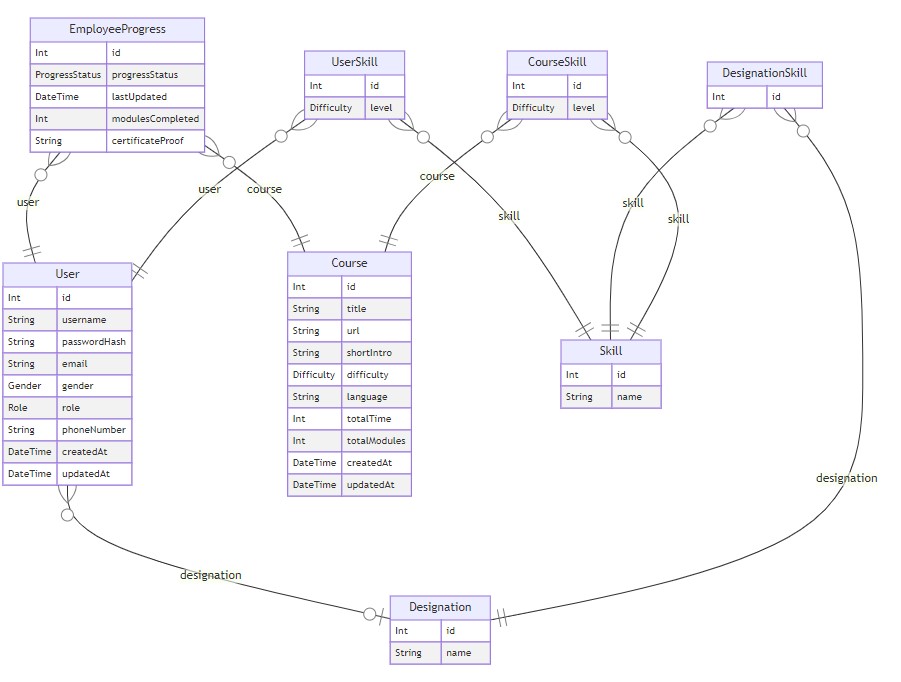 EmployeeProgress
Int id
ProgressStatus progressStatus
DateTime lastUpdated
Int modulesCompleted
String certificateProof
UserSkill
Int id
Difficulty level
CourseSkill
Int id
Difficulty level
DesignationSkill
Int id
user
user
course
course
skill
skill
skill
User
Int id
String username
String passwordHash
String email
Gender gender
Role role
String phoneNumber
DateTime createdAt
DateTime updatedAt
Course
Int id
String title
String url
String shortIntro
Difficulty difficulty
String language
Int totalTime
Int totalModules
DateTime createdAt
DateTime updatedAt
Skill
Int id
String name
designation
designation
Designation
Int id
String name